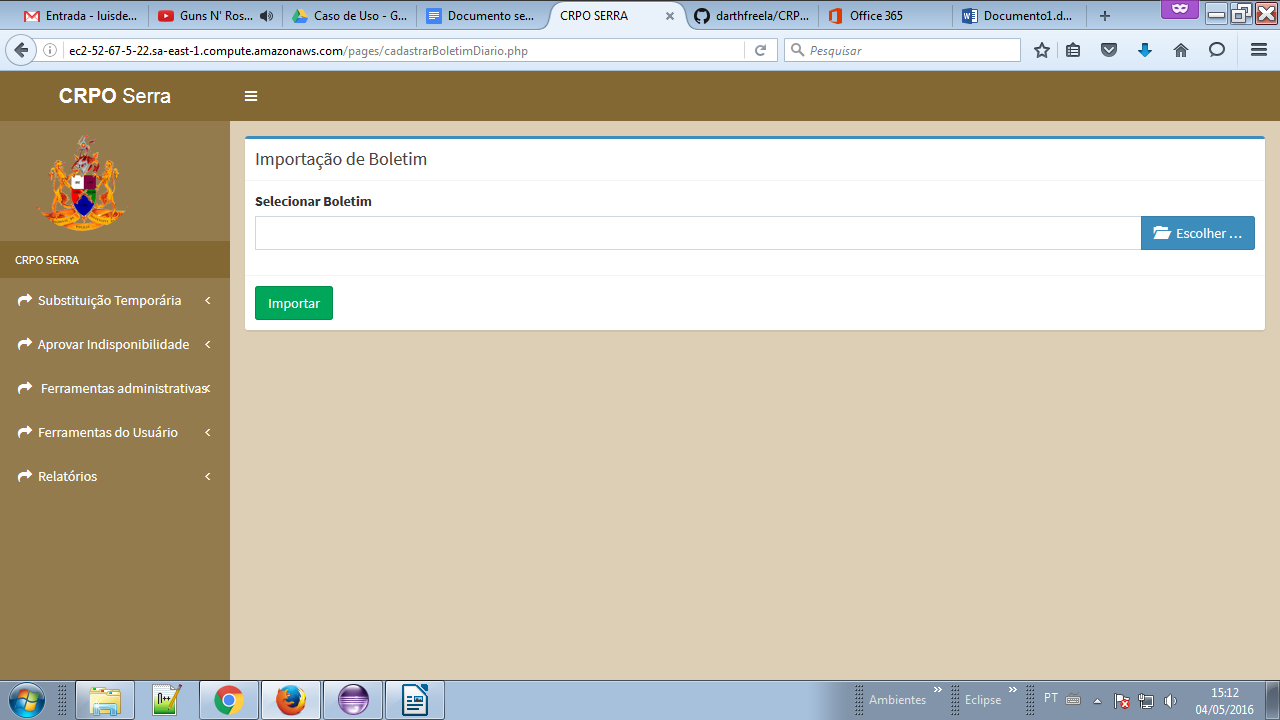 Entrada - luisde...
Guns N' Ros...
Caso de Uso - G...
Documento se...
CRPO SERRA
darthfreela/CRP...
Office 365
Documento1.d...
ec2-52-67-5-22.sa-east-1.compute.amazonaws.com/pages/cadastrarBoletimDiario.php
Pesquisar
CRPO Serra
CRPO SERRA
Substituição Temporária
Aprovar Indisponibilidade
Ferramentas administrativas
Ferramentas do Usuário
Relatórios
Importação de Boletim
Selecionar Boletim
Escolher ...
Importar
Ambientes
Eclipse
PT
15:12
04/05/2016